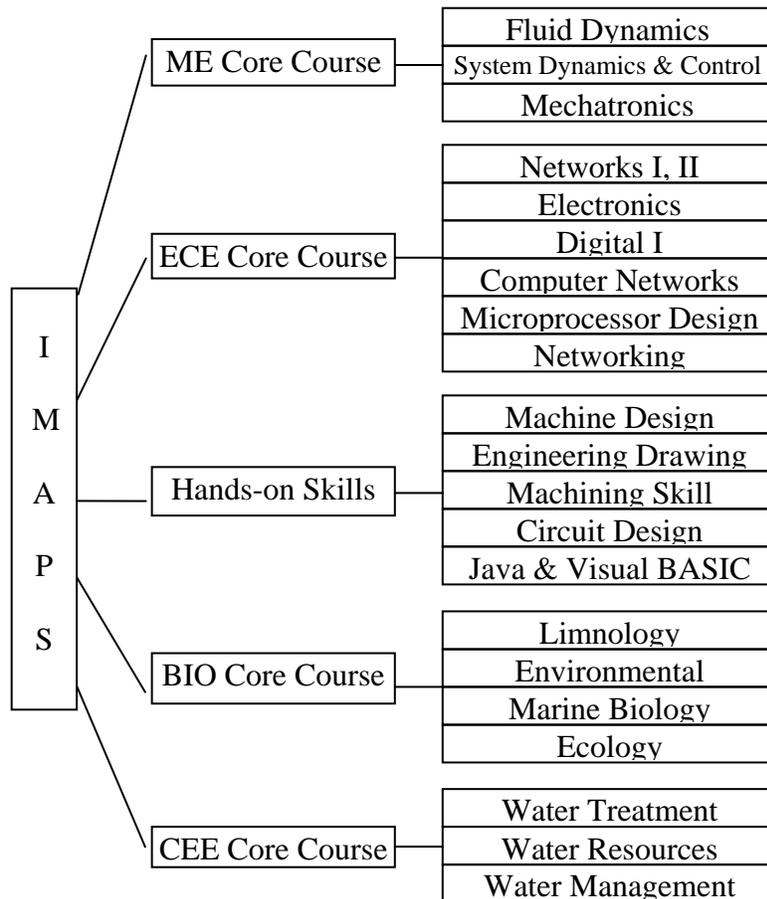 ME Core Course
Fluid Dynamics
System Dynamics & Control
Mechatronics
ECE Core Course
Networks I, II
Electronics
Digital I
Computer Networks
Microprocessor Design
Networking
I
M
A
P
S
Hands-on Skills
Machine Design
Engineering Drawing
Machining Skill
Circuit Design
Java & Visual BASIC
BIO Core Course
Limnology
Environmental
Marine Biology
Ecology
CEE Core Course
Water Treatment
Water Resources
Water Management